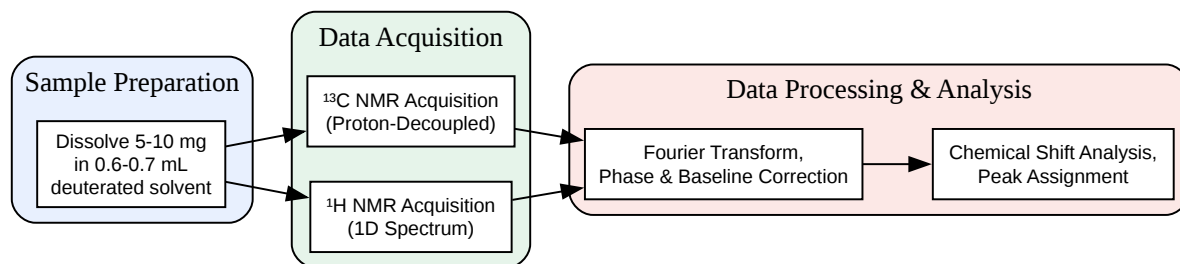 Sample Preparation
Dissolve 5-10 mg
in 0.6-0.7 mL
deuterated solvent
Data Acquisition
¹³C NMR Acquisition
(Proton-Decoupled)
¹H NMR Acquisition
(1D Spectrum)
Data Processing & Analysis
Fourier Transform,
Phase & Baseline Correction
Chemical Shift Analysis,
Peak Assignment